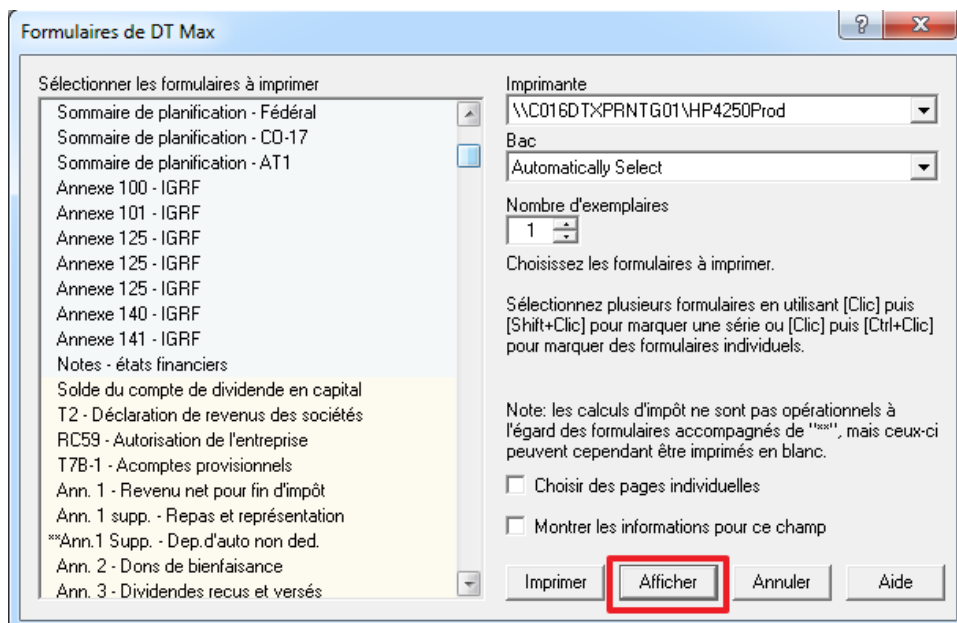 Formulaires de DT Max
Sélectionner les formulaires à imprimer
Sommaire de planification - Fédéral
Sommaire de planification - CO-17
Sommaire de planification - AT1
Annexe 100 - IGRF
Annexe 101 - IGRF
Annexe 125 - IGRF
Annexe 125 - IGRF
Annexe 125 - IGRF
Annexe 140 - IGRF
Annexe 141 - IGRF
Notes - états financiers
Solde du compte de dividende en capital
T2 - Déclaration de revenus des sociétés
RC59 - Autorisation de l'entreprise
T7B-1 - Acomptes provisionnels
Ann. 1 - Revenu net pour fin d'impôt
Ann. 1 supp. - Repas et représentation
**Ann.1 Supp. - Dep.d'auto non ded.
Ann. 2 - Dons de bienfaisance
Ann. 3 - Dividendes recus et versés
Imprimante
\\C016DTXPRNTG01\HP4250Prod
Bac
Automatically Select
Nombre d'exemplaires
1
Choisissez les formulaires à imprimer.
Sélectionnez plusieurs formulaires en utilisant [Clic] puis
[Shift+Clic] pour marquer une série ou [Clic] puis [Ctrl+Clic]
pour marquer des formulaires individuels.
Note: les calculs d'impôt ne sont pas opérationnels à
l'égard des formulaires accompagnés de "**", mais ceux-ci
peuvent cependant être imprimés en blanc.
Choisir des pages individuelles
Montrer les informations pour ce champ
Imprimer Afficher Annuler Aide